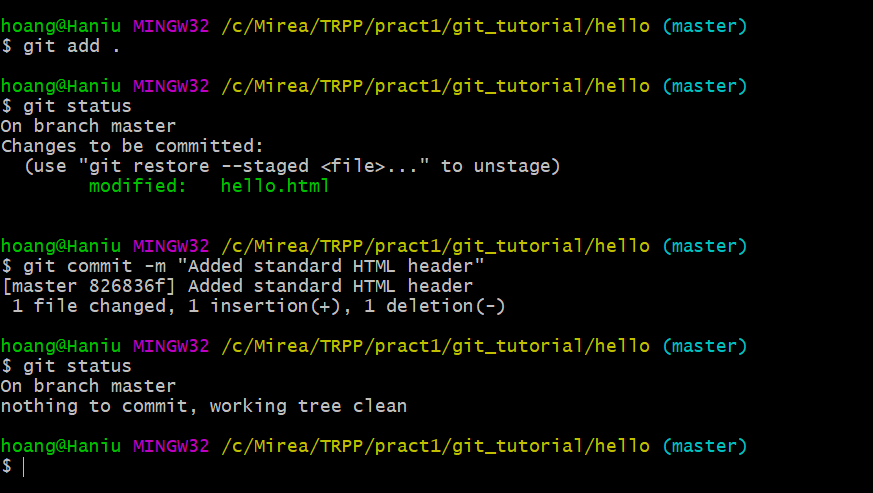 hoang@Haniu MINGW32 /c/Mirea/TRPP/pract1/git_tutorial/hello (master)
$ git add .
hoang@Haniu MINGW32 /c/Mirea/TRPP/pract1/git_tutorial/hello (master)
$ git status
On branch master
Changes to be committed:
  (use "git restore --staged <file>..." to unstage)
        modified:   hello.html
hoang@Haniu MINGW32 /c/Mirea/TRPP/pract1/git_tutorial/hello (master)
$ git commit -m "Added standard HTML header"
[master 826836f] Added standard HTML header
 1 file changed, 1 insertion(+), 1 deletion(-)
hoang@Haniu MINGW32 /c/Mirea/TRPP/pract1/git_tutorial/hello (master)
$ git status
On branch master
nothing to commit, working tree clean
hoang@Haniu MINGW32 /c/Mirea/TRPP/pract1/git_tutorial/hello (master)
$